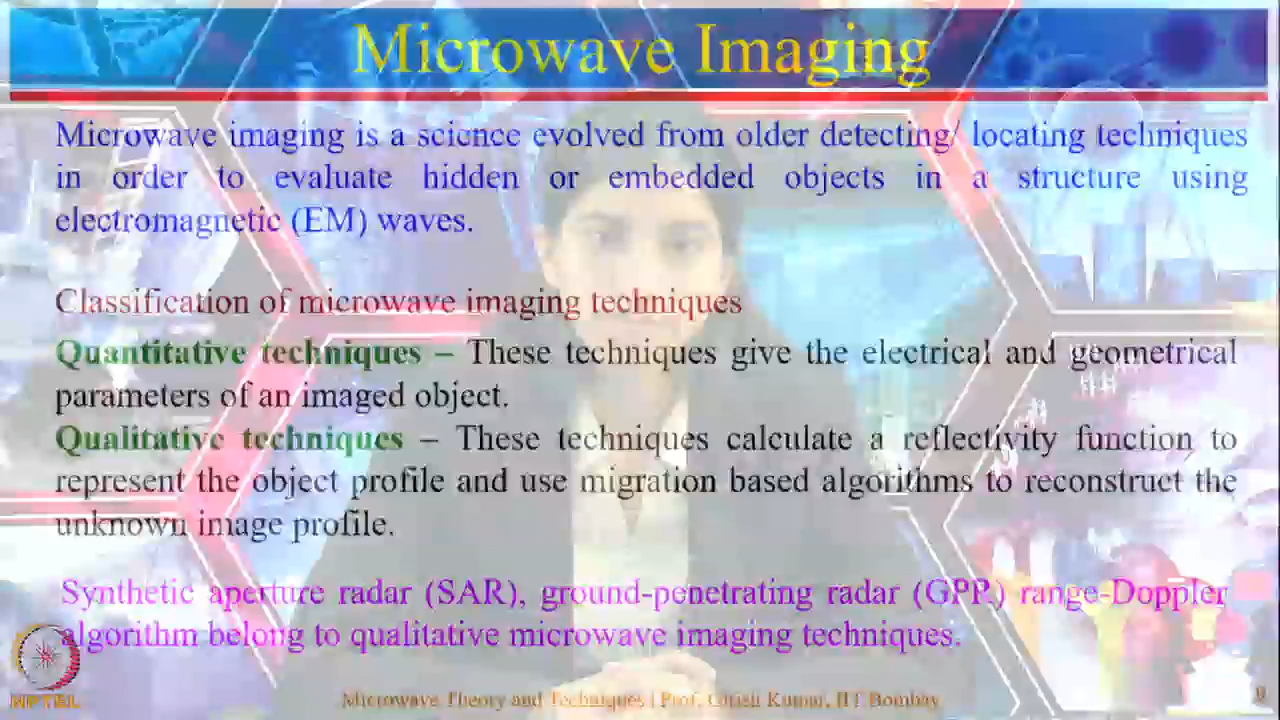 Microwave Imaging
Microwave imaging is a science evolved from older detecting/ locating techniques
in order to evaluate hidden or embedded objects in a structure using
electromagnetic (EM) waves.
Classification of microwave imaging techniques
Quantitative techniques – These techniques give the electrical and geometrical
parameters of an imaged object.
Qualitative techniques – These techniques calculate a reflectivity function to
represent the object profile and use migration based algorithms to reconstruct the
unknown image profile.
Synthetic aperture radar (SAR), ground-penetrating radar (GPR) range-Doppler
algorithm belong to qualitative microwave imaging techniques.
NPTEL
Microwave Theory and Techniques | Prof. Girish Kumar, IIT Bombay